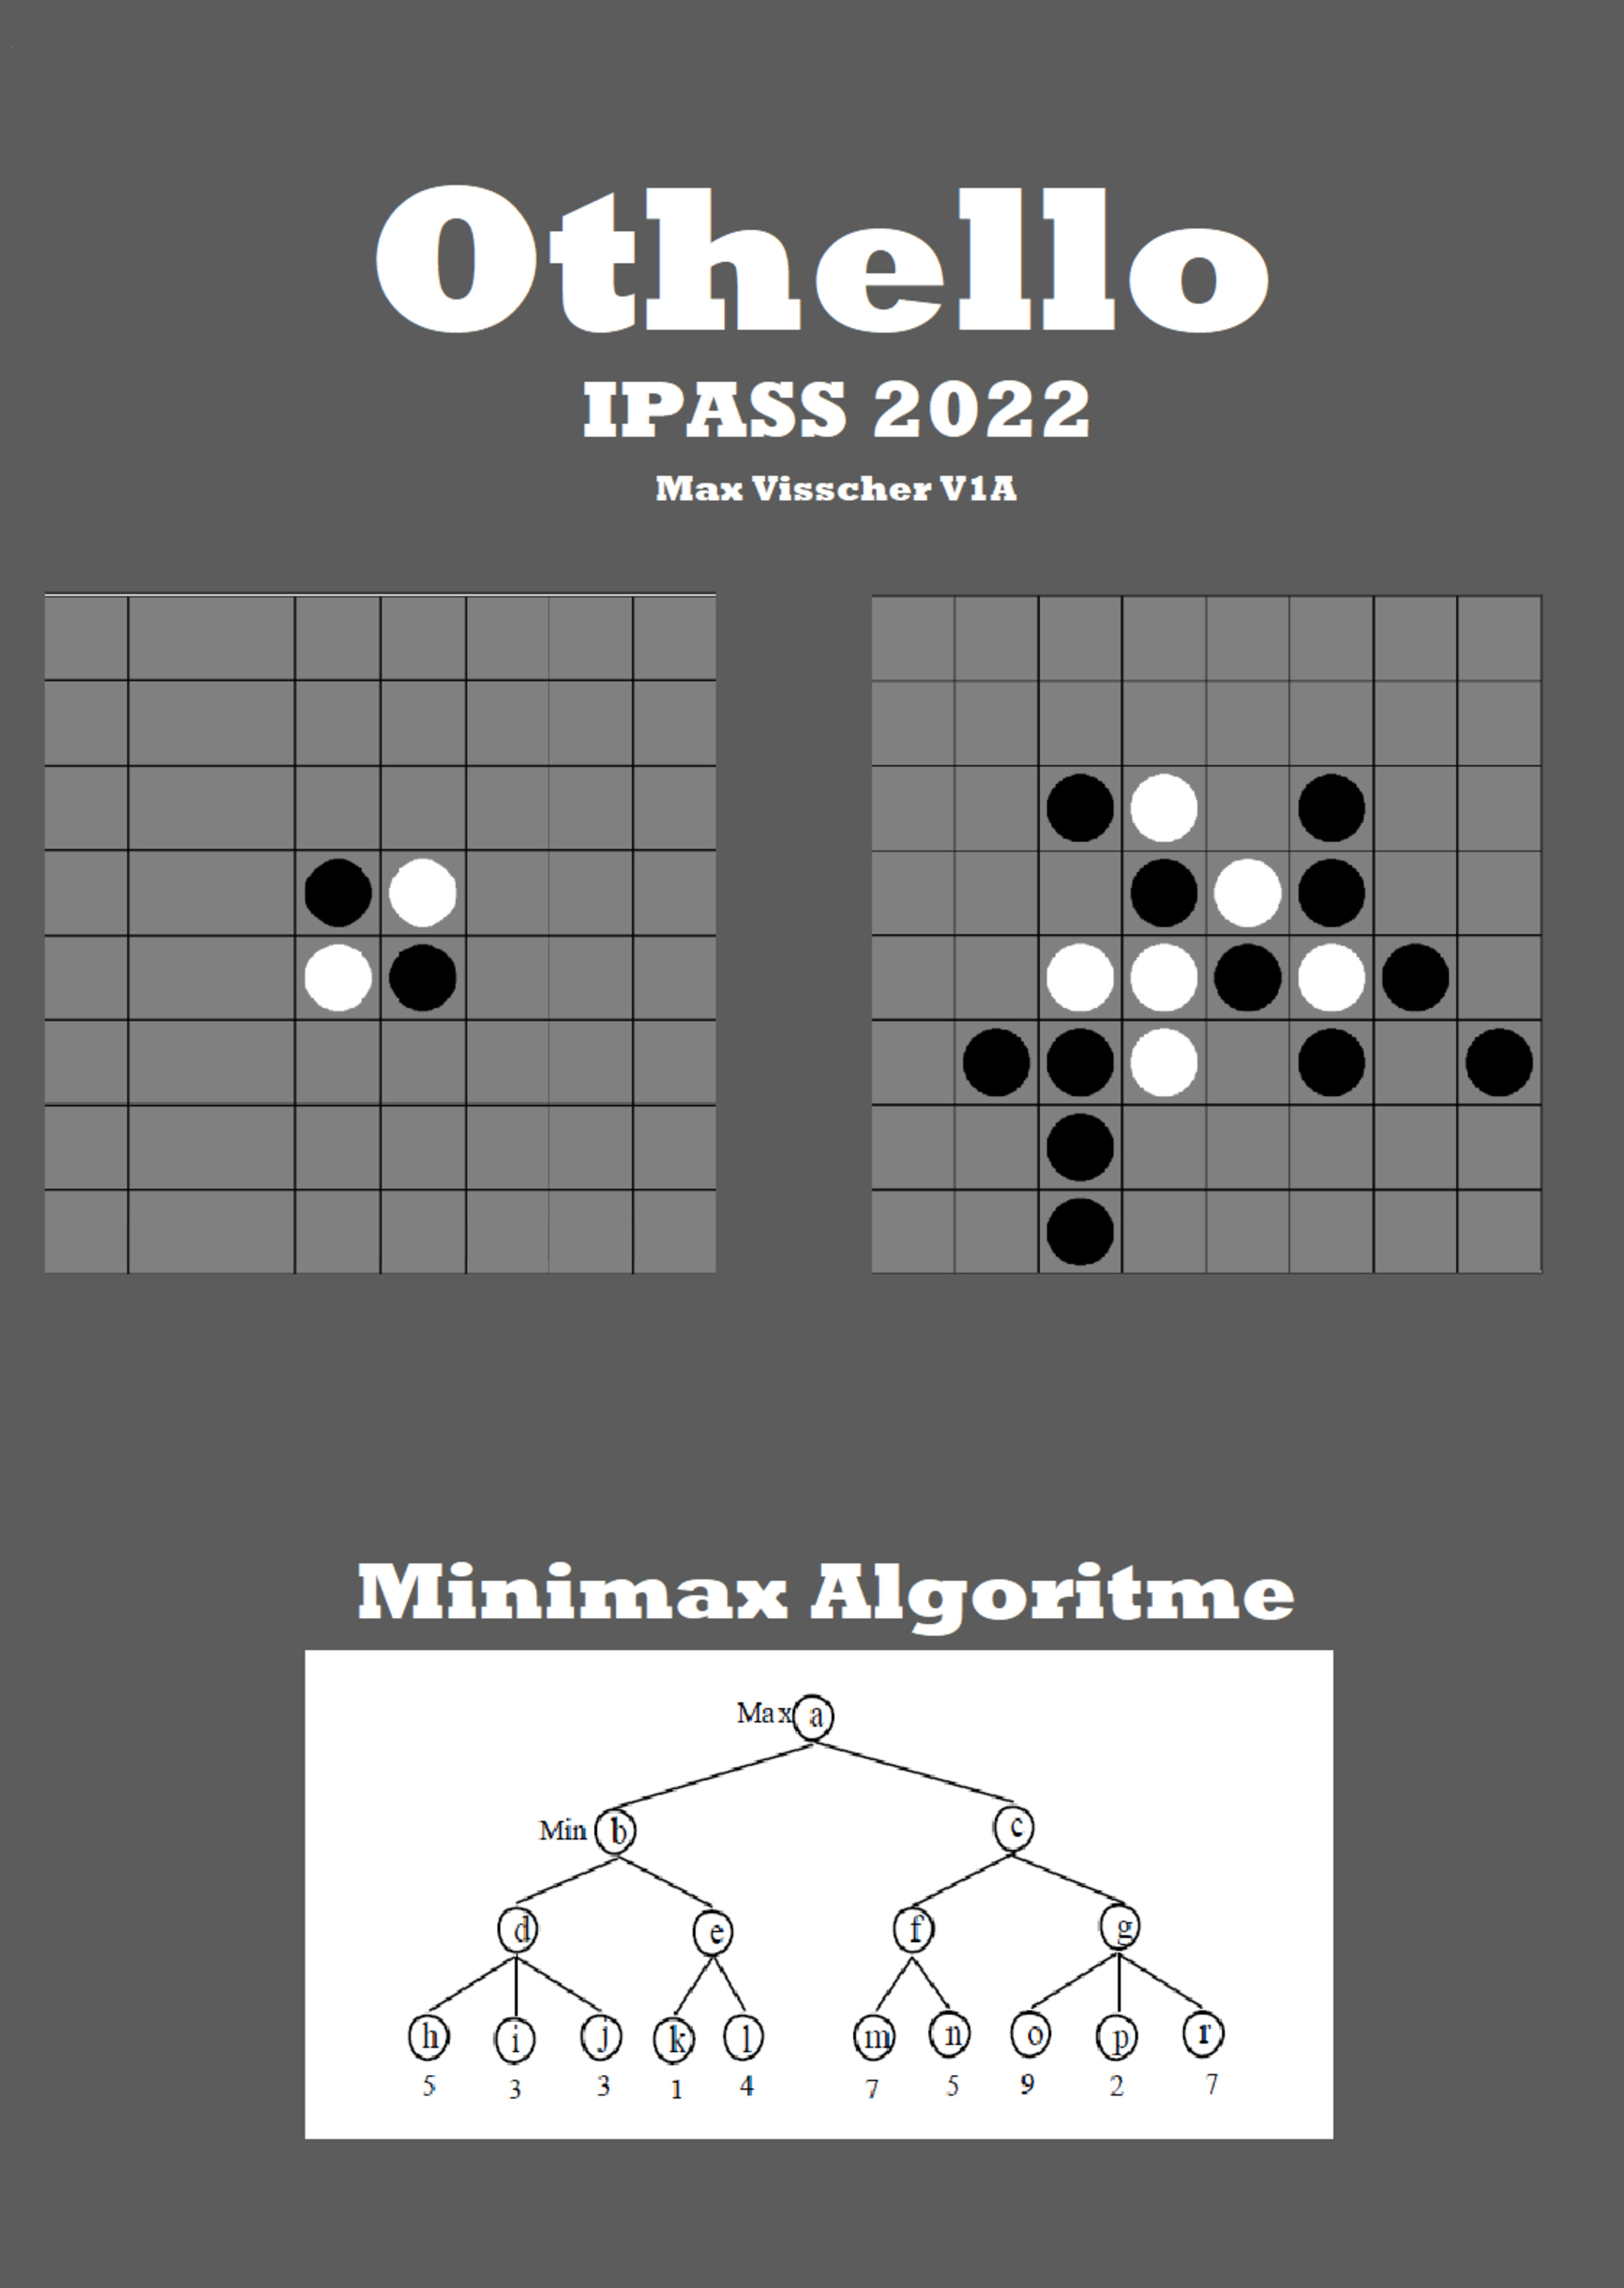 Othello
IPASS 2022
Max Visscher V1A
Minimax Algoritme
Max a
Min b c
d e f g
h i j k l m n o p r
5 3 3 1 4 7 5 9 2 7